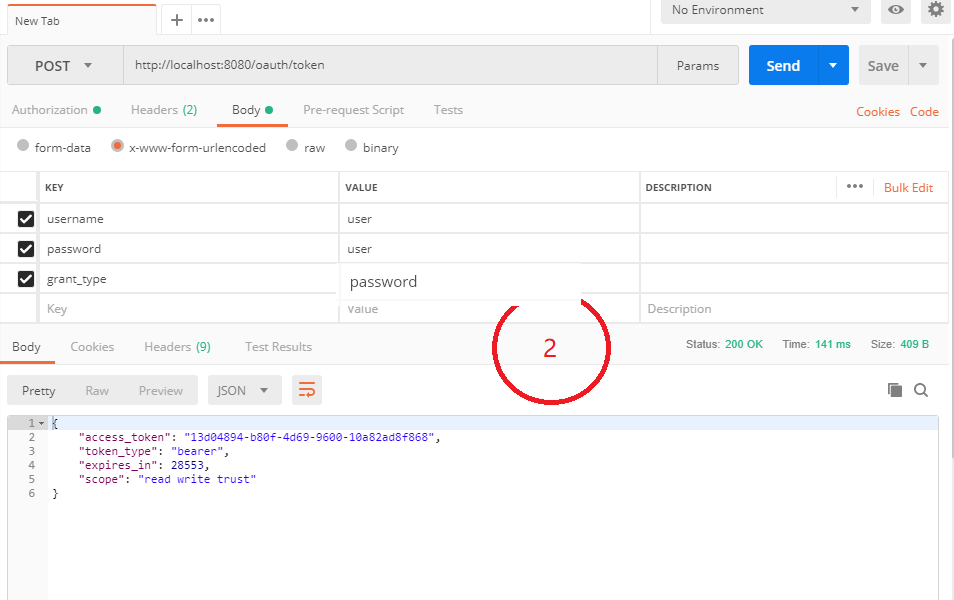 New Tab
No Environment
POST http://localhost:8080/oauth/token Params Send Save
Authorization Headers (2) Body Pre-request Script Tests Cookies Code
form-data x-www-form-urlencoded raw binary
KEY VALUE DESCRIPTION Bulk Edit
username user
password user
grant_type password
Key Value Description
2
Body Cookies Headers (9) Test Results Status: 200 OK Time: 141 ms Size: 409 B
Pretty Raw Preview JSON
1 {
2 "access_token": "13d04894-b80f-4d69-9600-10a82ad8f868",
3 "token_type": "bearer",
4 "expires_in": 28553,
5 "scope": "read write trust"
6 }